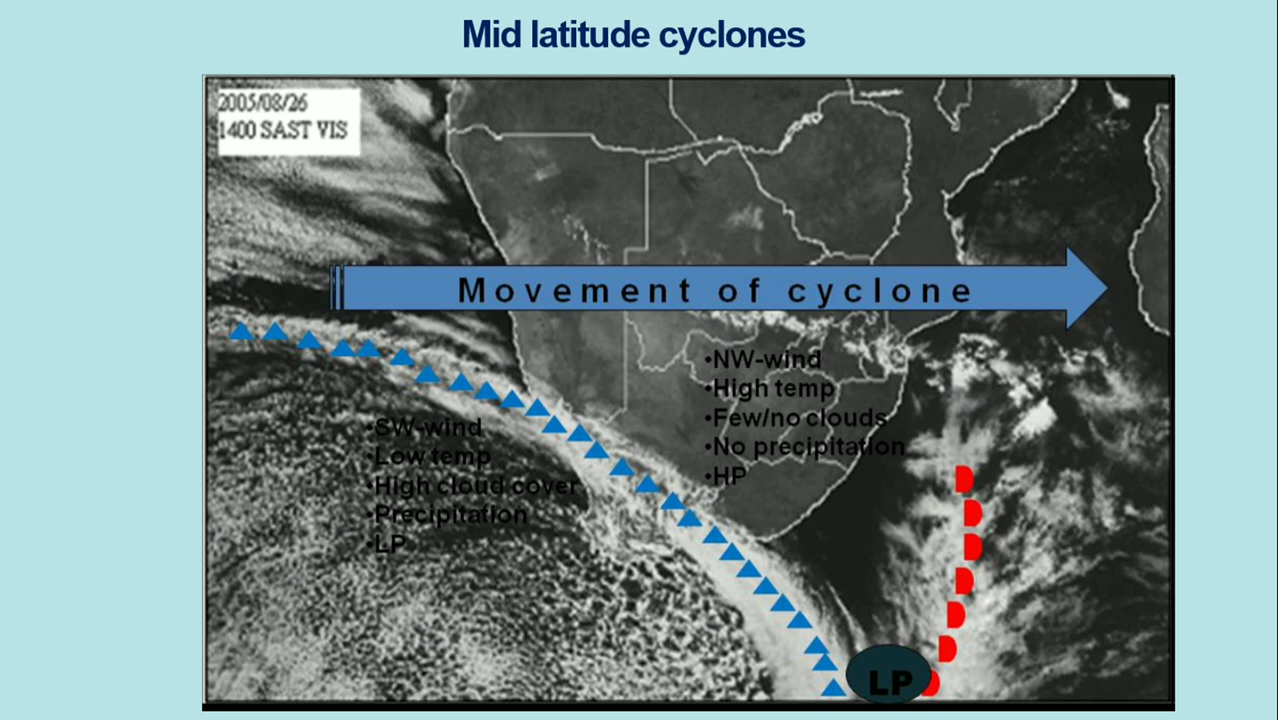 Mid latitude cyclones
2005/08/26
1400 SAST VIS
Movement of cyclone
•NW-wind
•High temp
•Few/no clouds
•No precipitation
•HP
•SW-wind
•Low temp
•High cloud cover
•Precipitation
•LP
LP